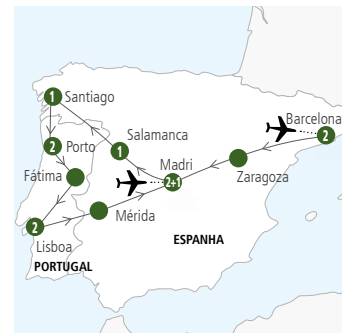 1 Santiago
Barcelona
2
Salamanca
2 Porto
1
Madri
Fátima
2+1
Zaragoza
2
Mérida
Lisboa
ESPANHA
PORTUGAL